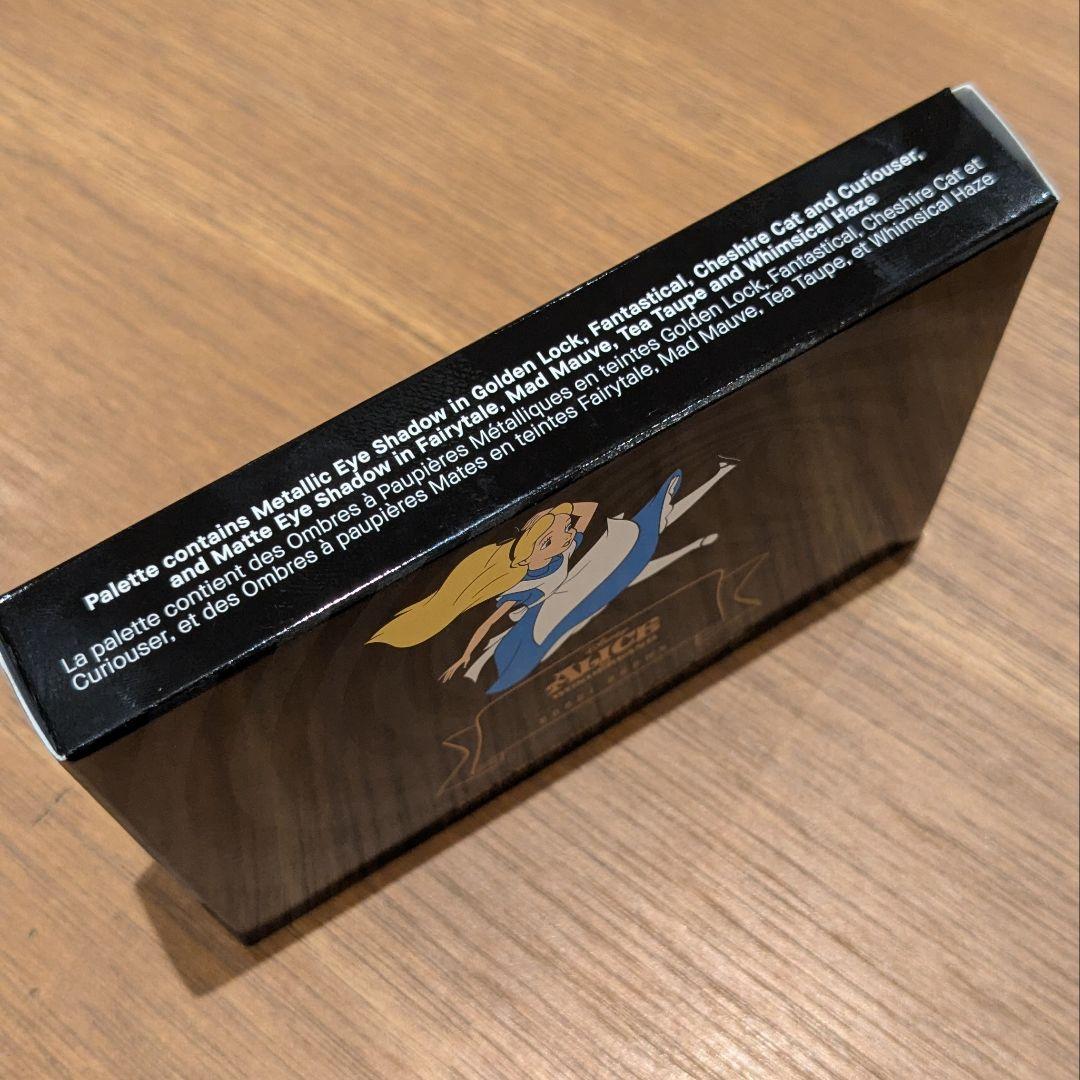 Palette contains Metallic Eye Shadow in Golden Lock, Fantastical, Cheshire Cat and Curiouser,
and Matte Eye Shadow in Fairytale, Mad Mauve, Tea Taupe and Whimsical Haze
La palette contient des Ombres à Paupières Métalliques en teintes Golden Lock, Fantastical, Cheshire Cat et
Curiouser, et des Ombres à paupières Mates en teintes Fairytale, Mad Mauve, Tea Taupe, et Whimsical Haze
ALICE